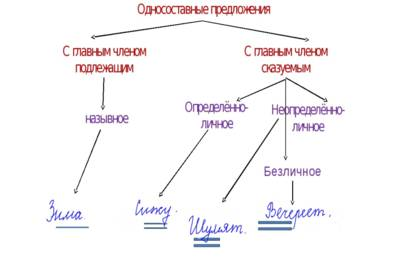 Односоставные предложения
С главным членом
подлежащим
С главным членом
сказуемым
назывное
Определённо-
личное
Неопределённо-
личное
Безличное
Зима.
Сижу.
Шумят.
Вечереет.